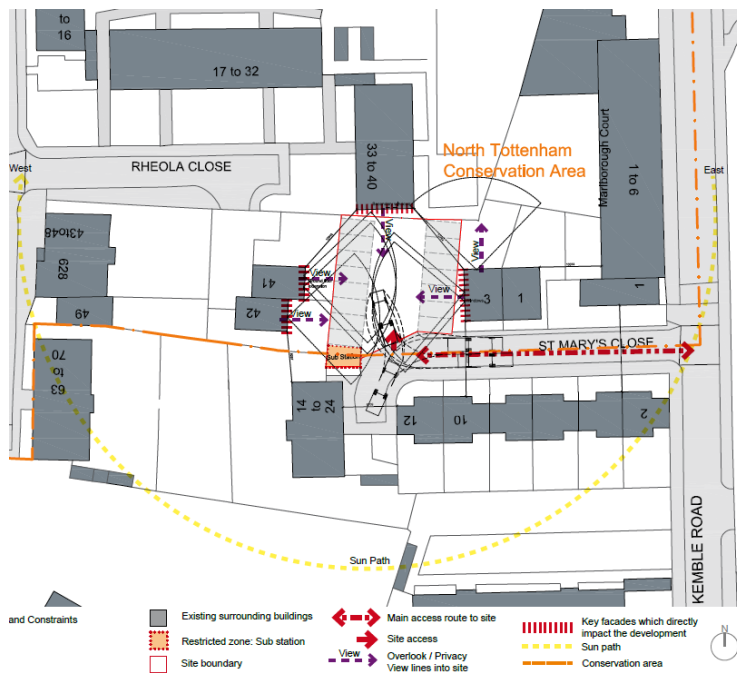 to
16
17 to 32
33 to 40
North Tottenham
Conservation Area
Marlborough Court
1 to 6
West
East
RHEOLA CLOSE
View
View
43to048
628
49
41
View
42
View
View
3
1
1
Sub Station
ST MARY'S CLOSE
70
to
63
14
to
24
12
10
2
Sun Path
KEMBLE ROAD
and Constraints
Existing surrounding buildings
Restricted zone: Sub station
Site boundary
Main access route to site
Site access
View
Overlook / Privacy
View lines into site
Key facades which directly
impact the development
Sun path
Conservation area
N